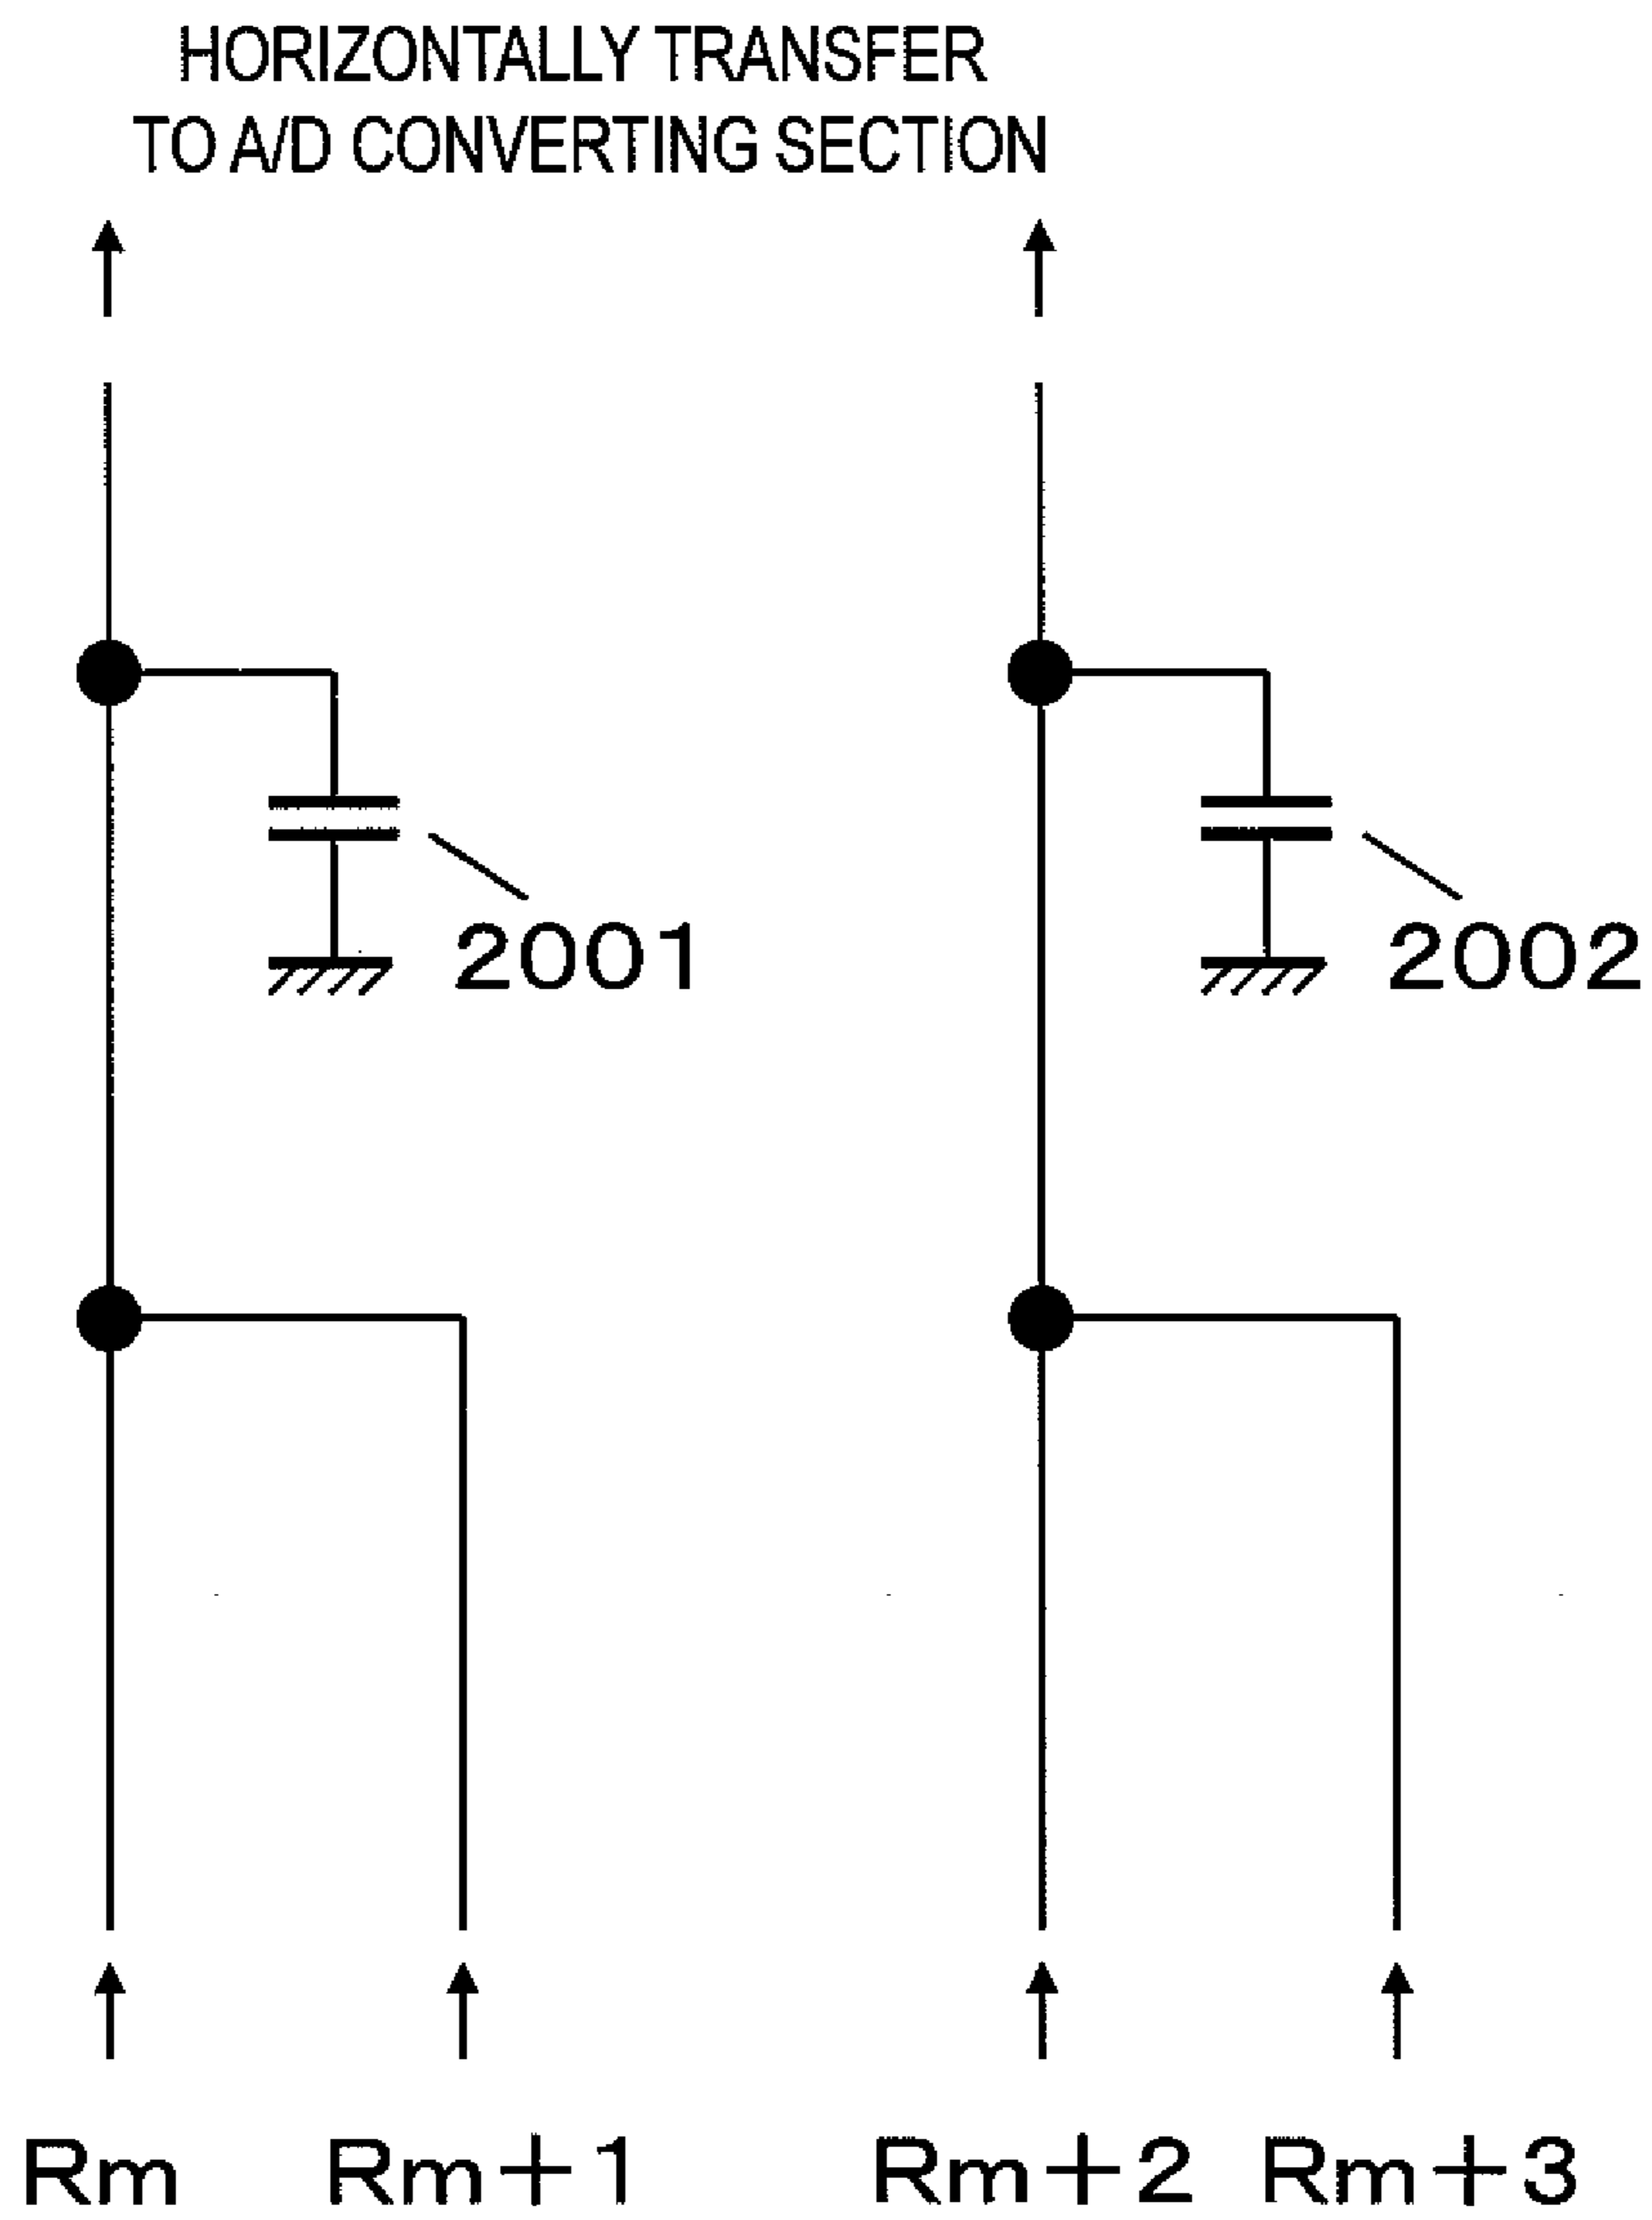 HORIZONTALLY TRANSFER
TO A/D CONVERTING SECTION
2001 2002
Rm Rm+1 Rm+2 Rm+3